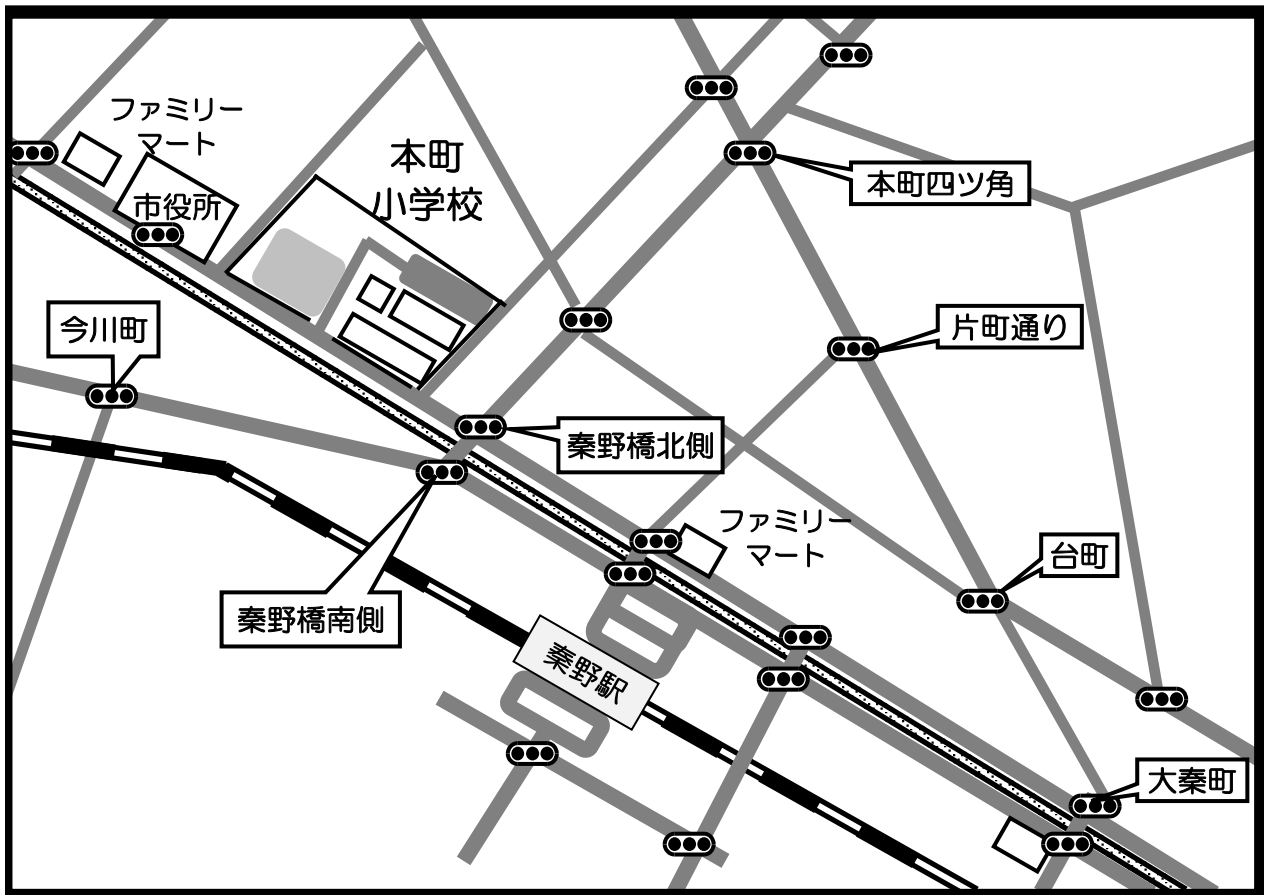 ファミリー
マート
本町
小学校
市役所
本町四ツ角
今川町
片町通り
秦野橋北側
ファミリー
マート
台町
秦野橋南側
秦野駅
大秦町